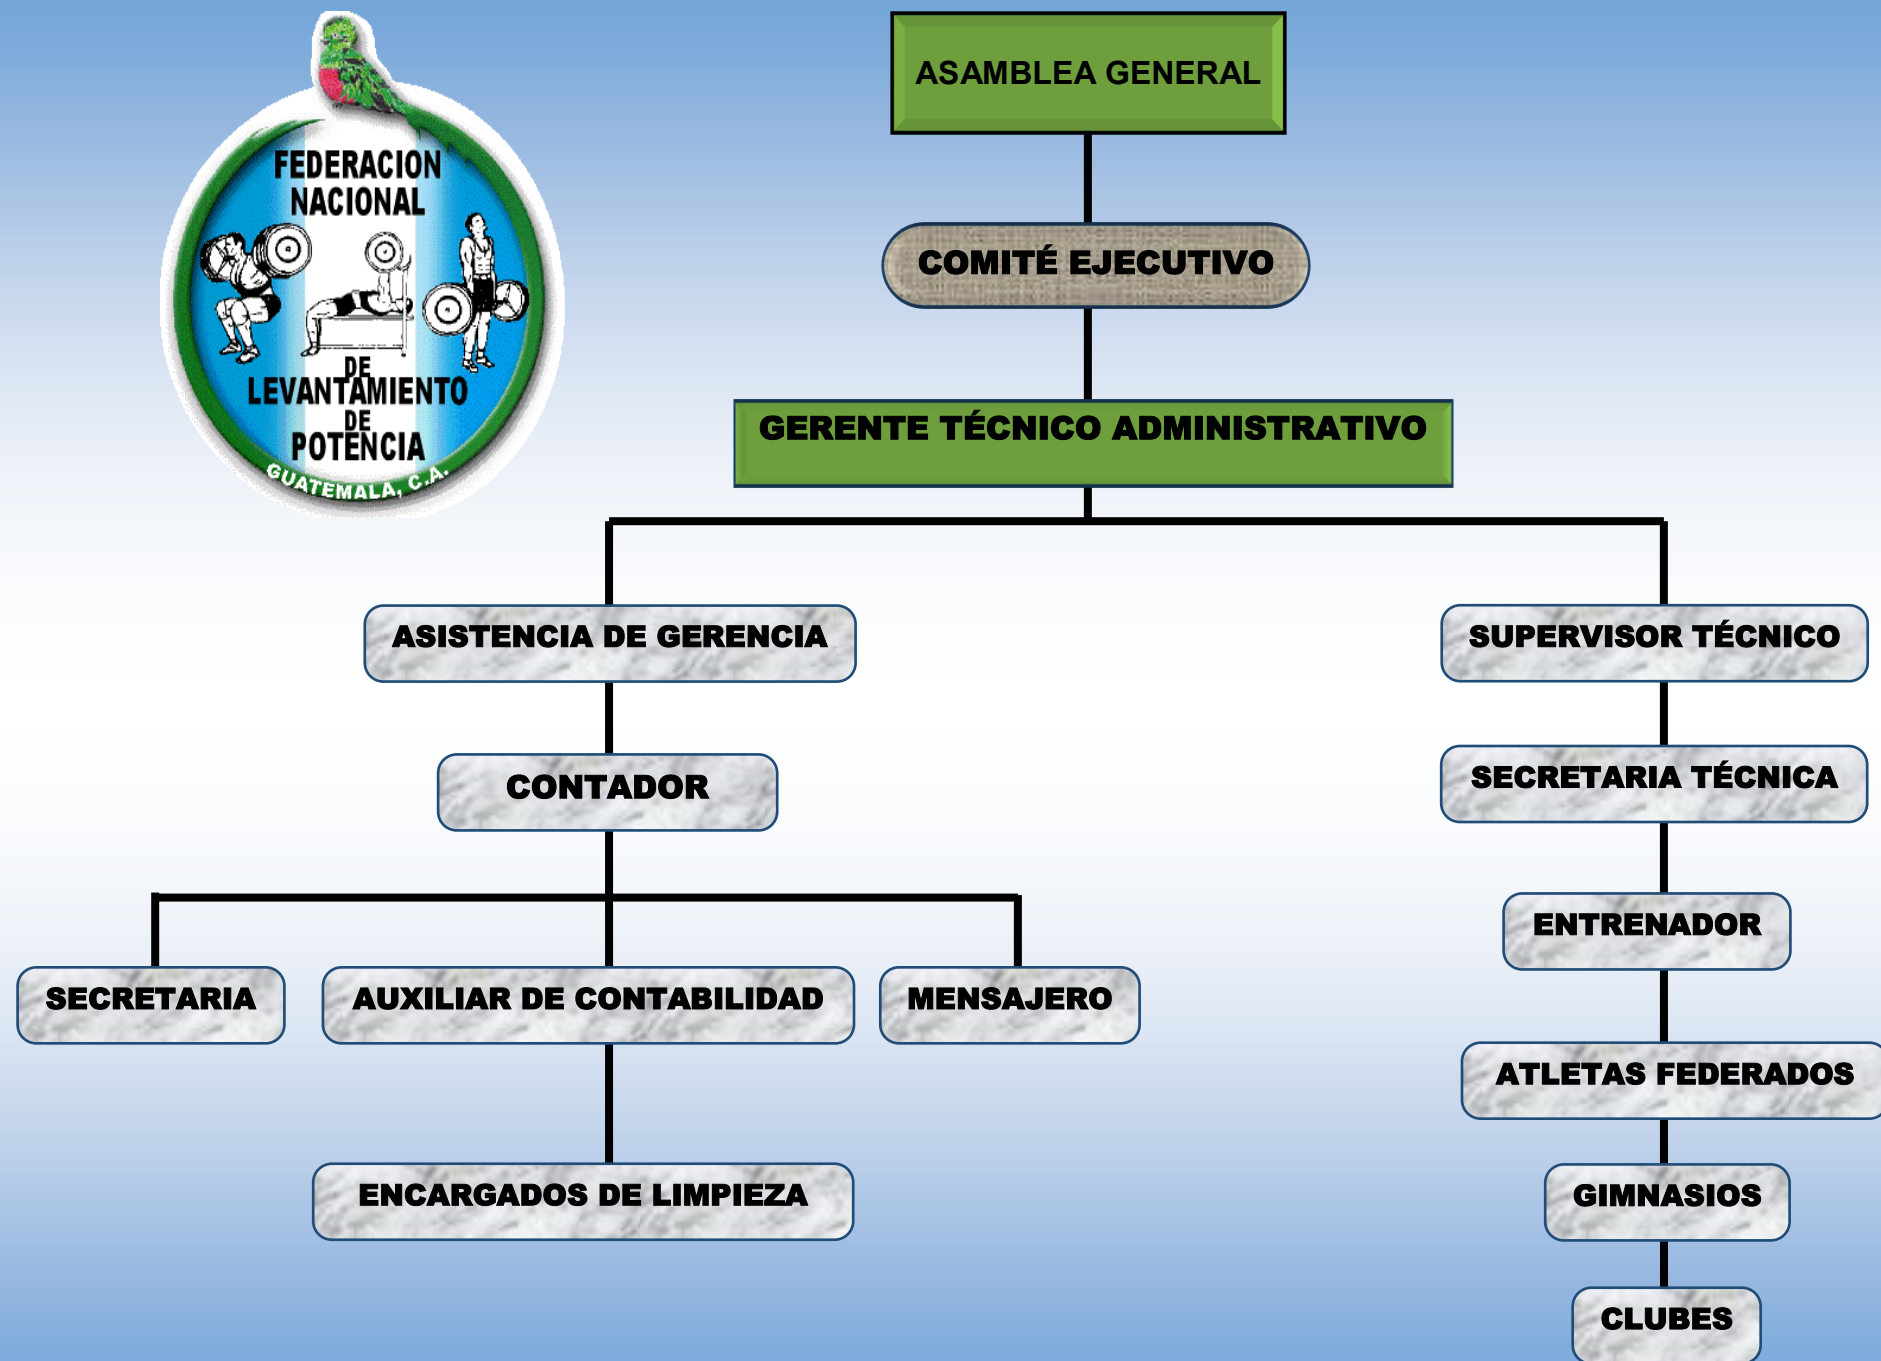 FEDERACION
NACIONAL
DE
LEVANTAMIENTO
DE
POTENCIA
GUATEMALA, C.A.
ASAMBLEA GENERAL
COMITÉ EJECUTIVO
GERENTE TÉCNICO ADMINISTRATIVO
ASISTENCIA DE GERENCIA
SUPERVISOR TÉCNICO
CONTADOR
SECRETARIA TÉCNICA
ENTRENADOR
SECRETARIA
AUXILIAR DE CONTABILIDAD
MENSAJERO
ATLETAS FEDERADOS
ENCARGADOS DE LIMPIEZA
GIMNASIOS
CLUBES